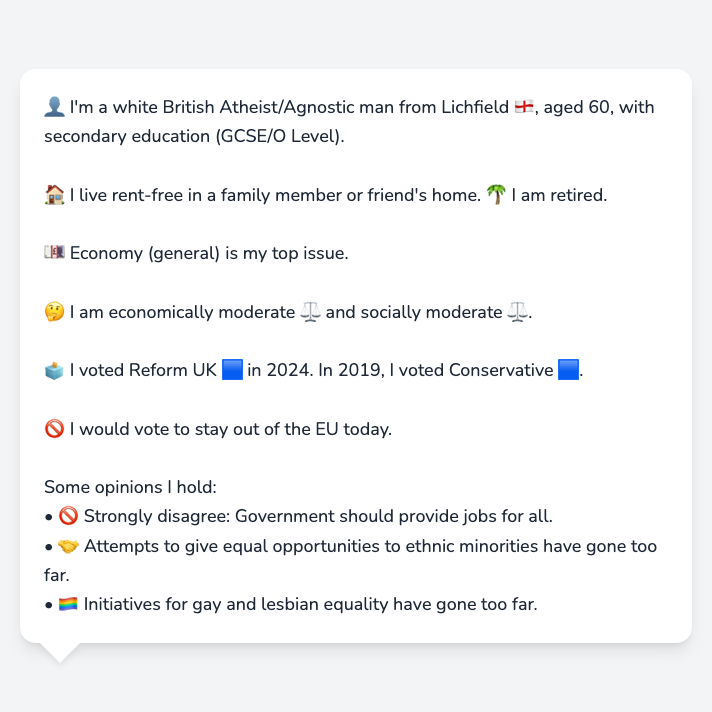 👤 I'm a white British Atheist/Agnostic man from Lichfield 🏴󠁧󠁢󠁥󠁮󠁧󠁿, aged 60, with
secondary education (GCSE/O Level).
🏠 I live rent-free in a family member or friend's home. 🌴 I am retired.
💷 Economy (general) is my top issue.
🤔 I am economically moderate ⚖️ and socially moderate ⚖️.
🗳️ I voted Reform UK 🟦 in 2024. In 2019, I voted Conservative 🟦.
🚫 I would vote to stay out of the EU today.
Some opinions I hold:
• 🚫 Strongly disagree: Government should provide jobs for all.
• 🤝 Attempts to give equal opportunities to ethnic minorities have gone too
far.
• 🏳️‍🌈 Initiatives for gay and lesbian equality have gone too far.